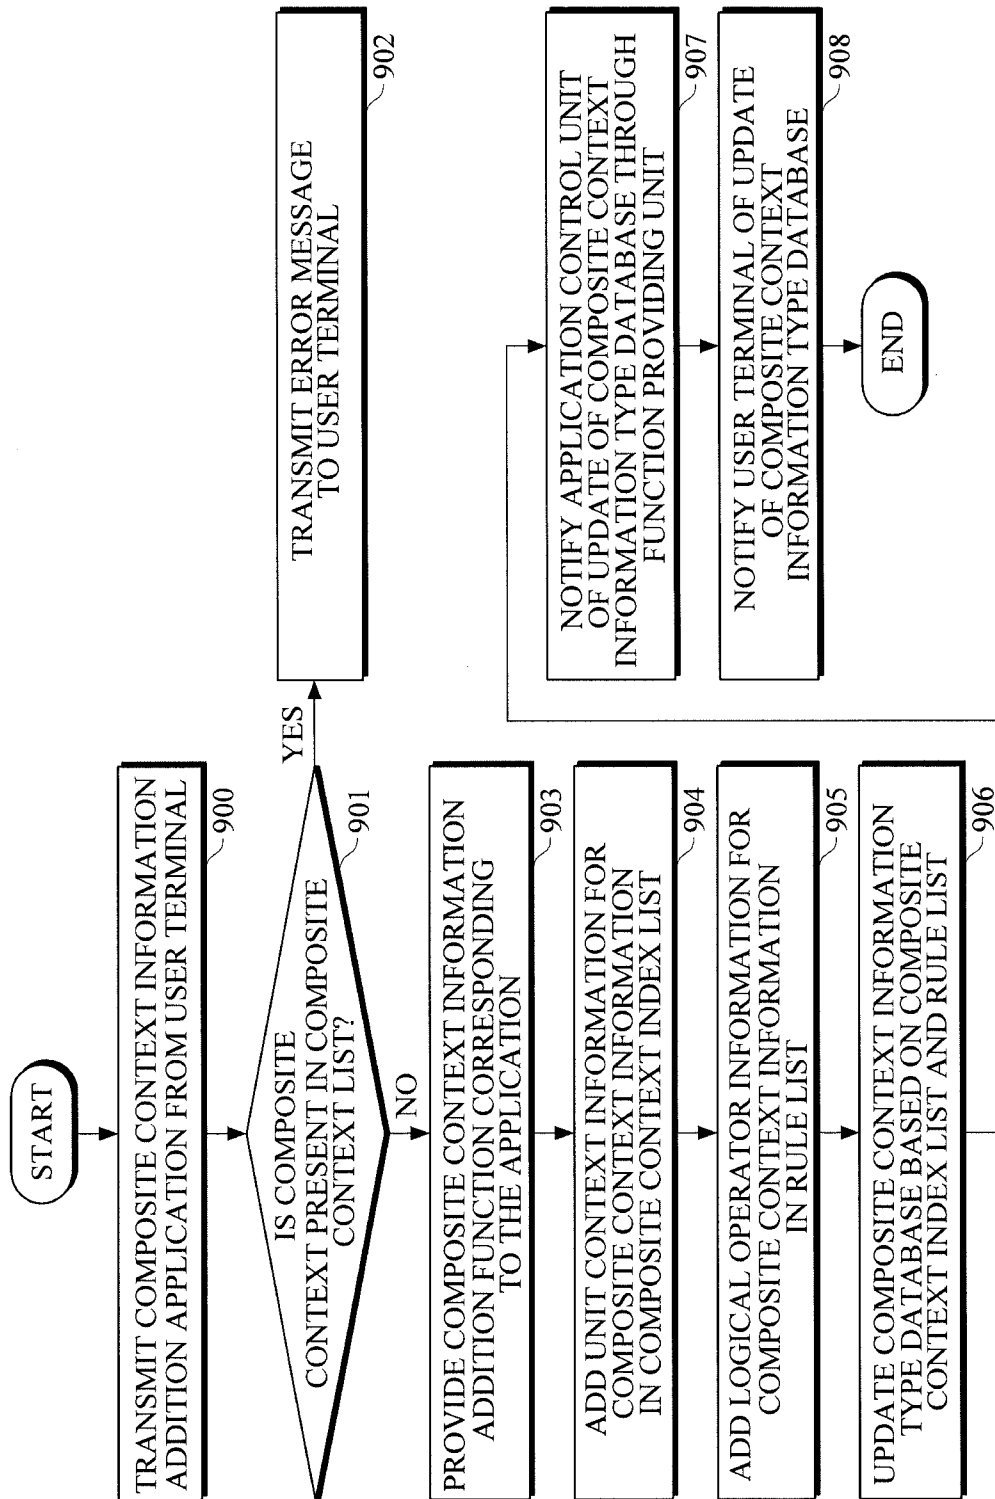 START
TRANSMIT COMPOSITE CONTEXT INFORMATION
ADDITION APPLICATION FROM USER TERMINAL
900
IS COMPOSITE
CONTEXT PRESENT IN COMPOSITE
CONTEXT LIST?
901
YES
TRANSMIT ERROR MESSAGE
TO USER TERMINAL
902
NO
PROVIDE COMPOSITE CONTEXT INFORMATION
ADDITION FUNCTION CORRESPONDING
TO THE APPLICATION
903
ADD UNIT CONTEXT INFORMATION FOR
COMPOSITE CONTEXT INFORMATION
IN COMPOSITE CONTEXT INDEX LIST
904
ADD LOGICAL OPERATOR INFORMATION FOR
COMPOSITE CONTEXT INFORMATION
IN RULE LIST
905
UPDATE COMPOSITE CONTEXT INFORMATION
TYPE DATABASE BASED ON COMPOSITE
CONTEXT INDEX LIST AND RULE LIST
906
NOTIFY APPLICATION CONTROL UNIT
OF UPDATE OF COMPOSITE CONTEXT
INFORMATION TYPE DATABASE THROUGH
FUNCTION PROVIDING UNIT
907
NOTIFY USER TERMINAL OF UPDATE
OF COMPOSITE CONTEXT
INFORMATION TYPE DATABASE
908
END